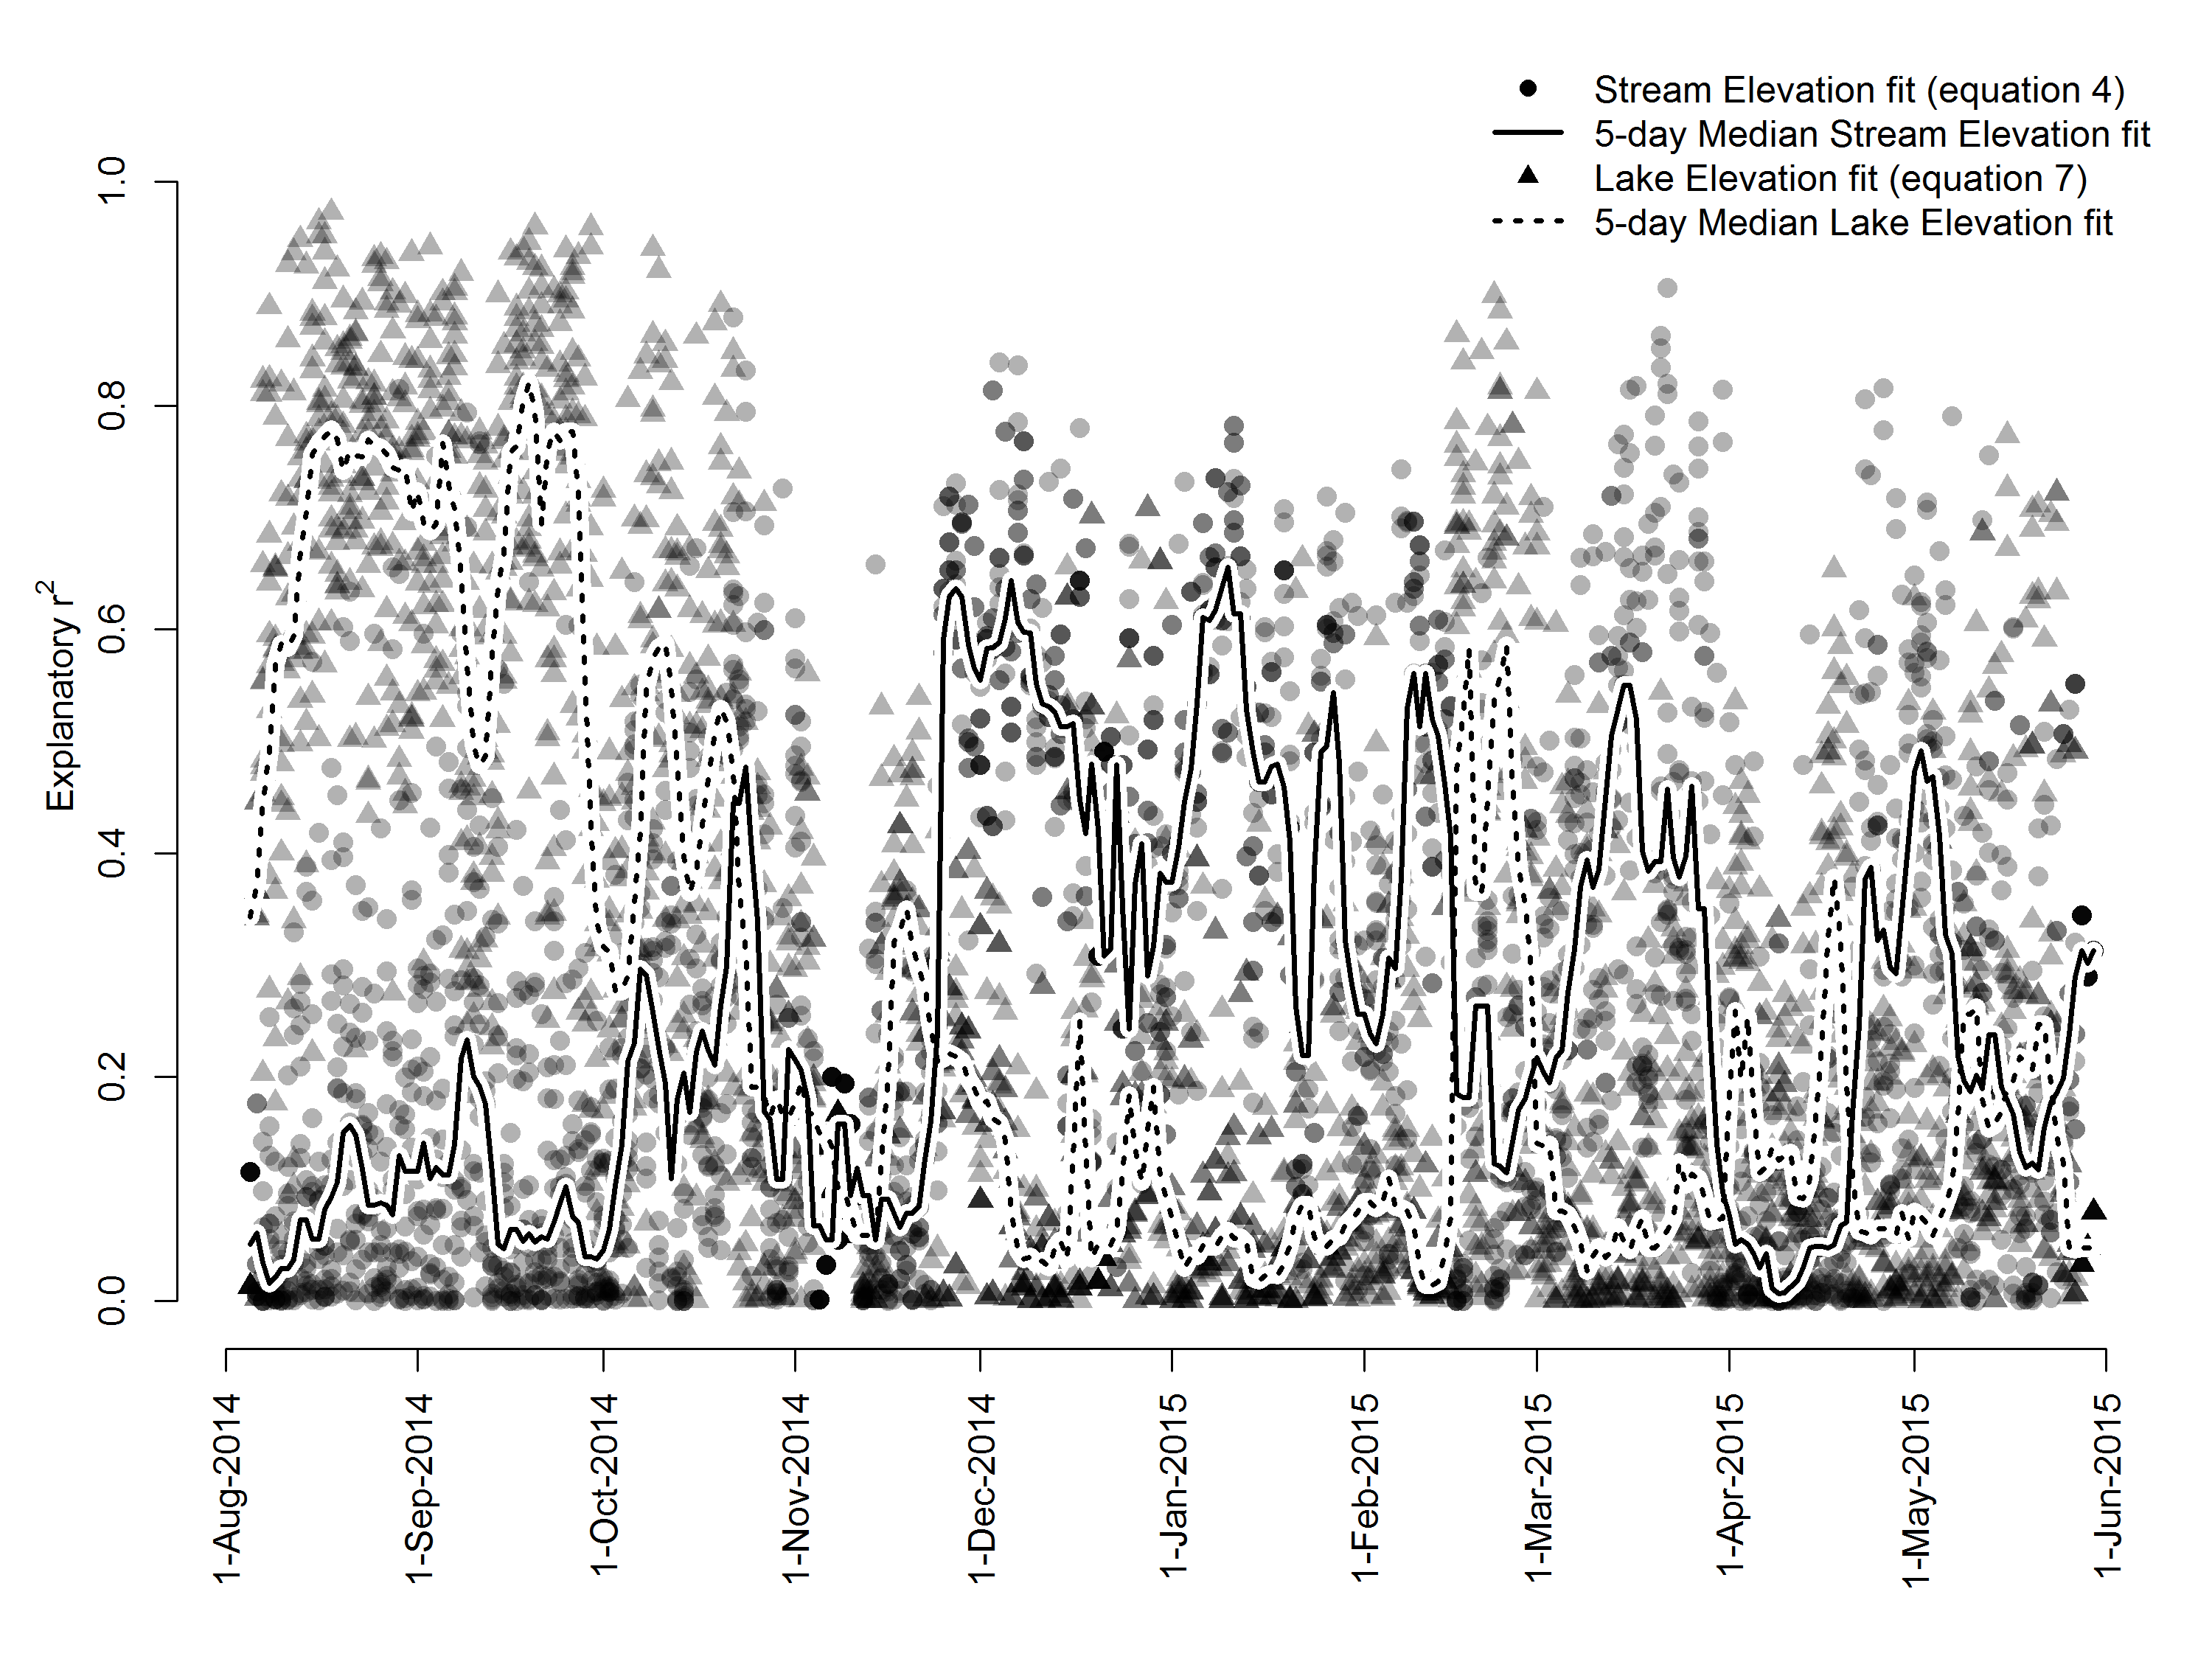 Stream Elevation fit (equation 4)
5-day Median Stream Elevation fit
Lake Elevation fit (equation 7)
5-day Median Lake Elevation fit
Explanatory r²
1.0
0.8
0.6
0.4
0.2
0.0
1-Aug-2014
1-Sep-2014
1-Oct-2014
1-Nov-2014
1-Dec-2014
1-Jan-2015
1-Feb-2015
1-Mar-2015
1-Apr-2015
1-May-2015
1-Jun-2015